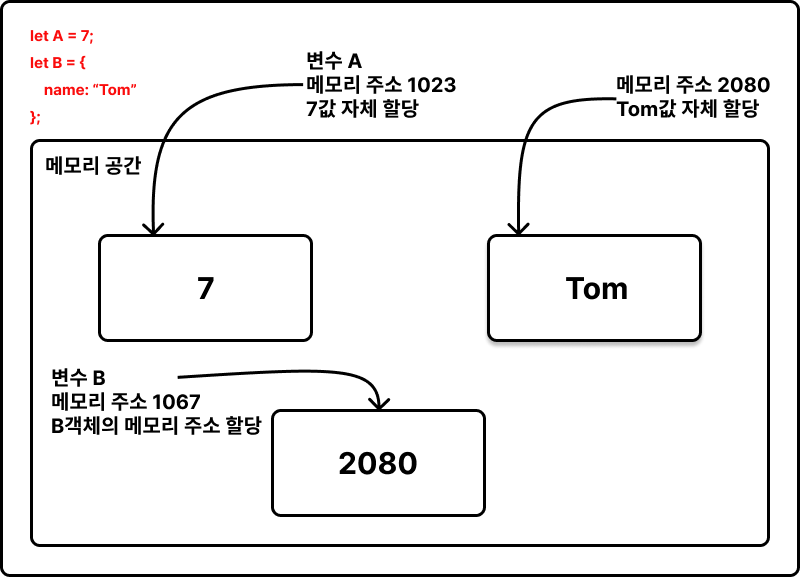 let A = 7;
let B = {
name: “Tom”
};
변수 A
메모리 주소 1023
7값 자체 할당
메모리 주소 2080
Tom값 자체 할당
메모리 공간
7
Tom
변수 B
메모리 주소 1067
B객체의 메모리 주소 할당
2080